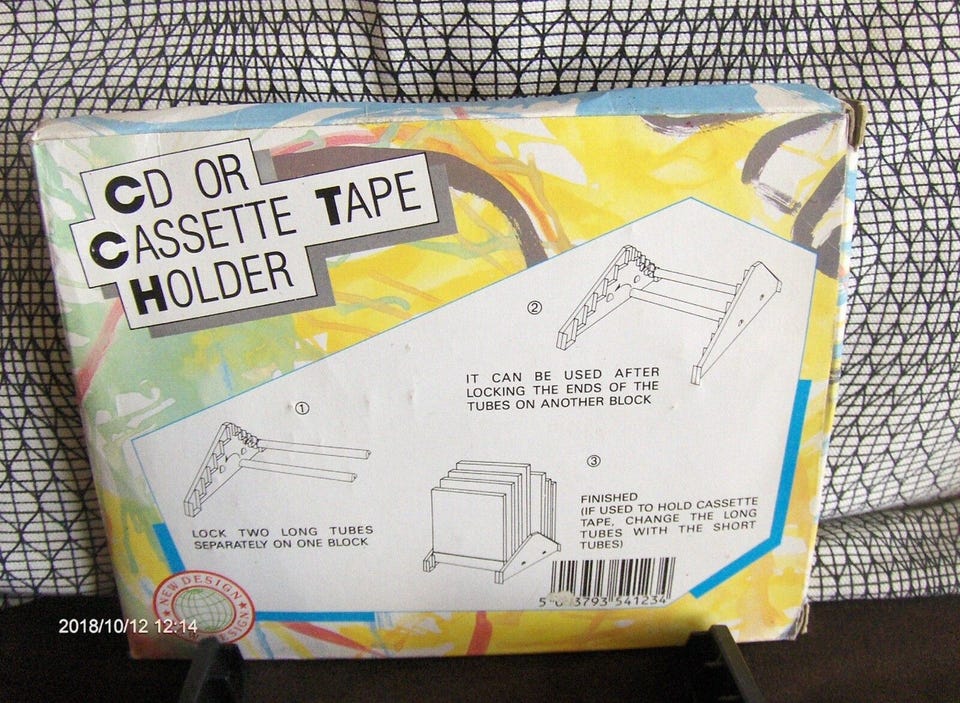 CD OR
CASSETTE TAPE
HOLDER
②
IT CAN BE USED AFTER
LOCKING THE ENDS OF THE
TUBES ON ANOTHER BLOCK
①
LOCK TWO LONG TUBES
SEPARATELY ON ONE BLOCK
③
FINISHED
(IF USED TO HOLD CASSETTE
TAPE, CHANGE THE LONG
TUBES WITH THE SHORT
TUBES)
3793 541234
NEW DESIGN
2018/10/12 12:14